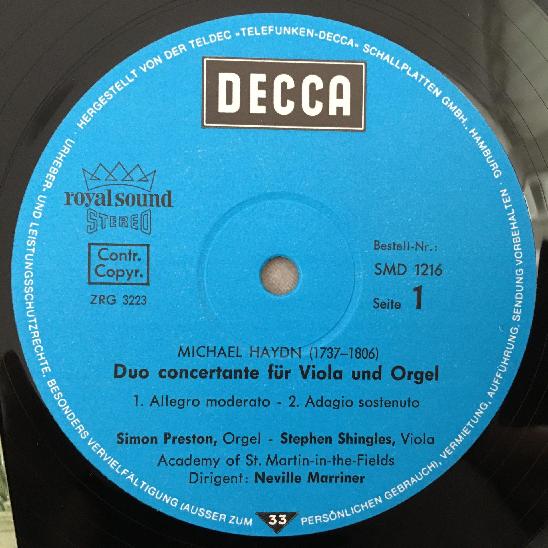 · HERGESTELLT VON DER TELDEC »TELEFUNKEN-DECCA« SCHALLPLATTEN GMBH., HAMBURG · URHEBER- UND LEISTUNGSSCHUTZRECHTE, BESONDERS VERVIELFÄLTIGUNG (AUSSER ZUM PERSÖNLICHEN GEBRAUCH), VERMIETUNG, AUFFÜHRUNG, SENDUNG VORBEHALTEN
DECCA
royal sound
STEREO
Contr.
Copyr.
ZRG 3223
Bestell-Nr.:
SMD 1216
Seite 1
MICHAEL HAYDN (1737–1806)
Duo concertante für Viola und Orgel
1. Allegro moderato - 2. Adagio sostenuto
Simon Preston, Orgel - Stephen Shingles, Viola
Academy of St. Martin-in-the-Fields
Dirigent: Neville Marriner
33